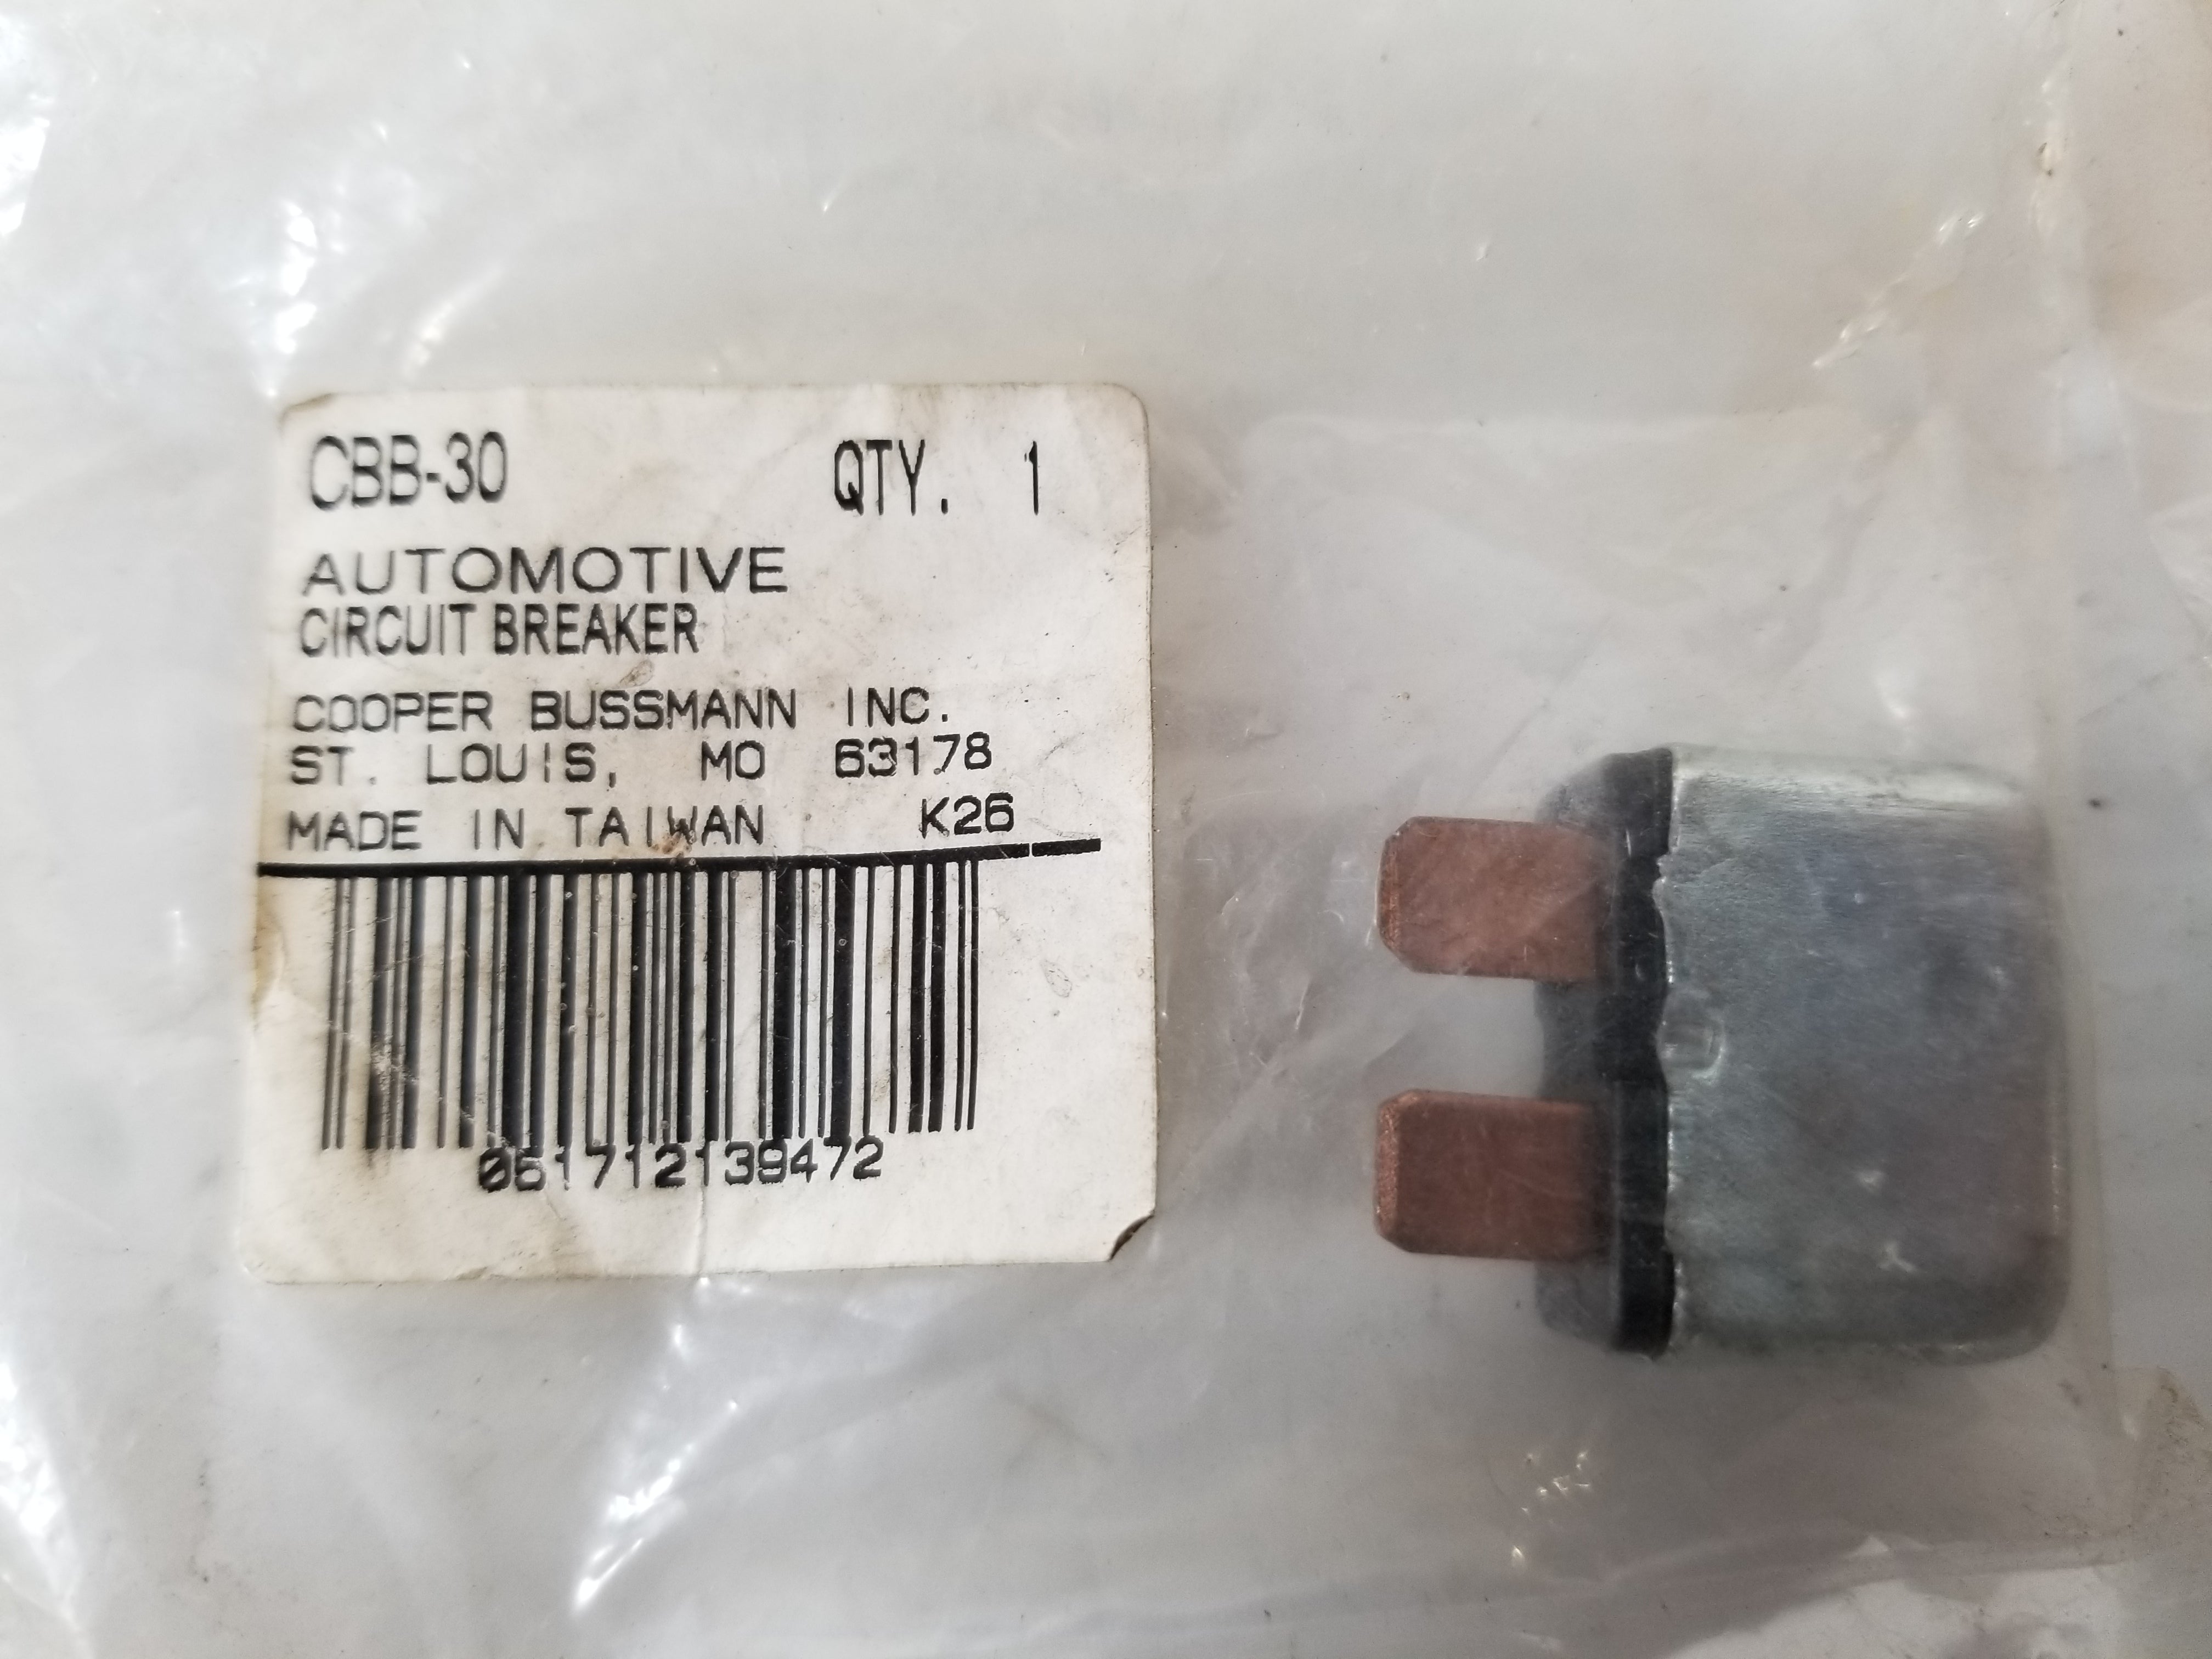 CBB-30 QTY. 1
AUTOMOTIVE
CIRCUIT BREAKER
COOPER BUSSMANN INC.
ST. LOUIS, MO 63178
MADE IN TAIWAN K26
051712139472